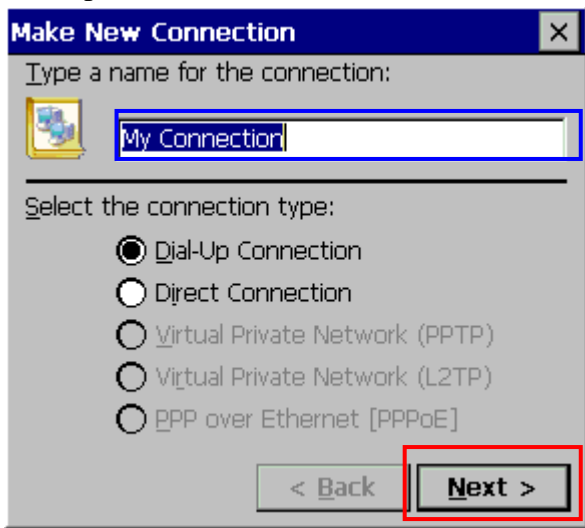 Make New Connection
Type a name for the connection:
My Connection
Select the connection type:
Dial-Up Connection
Direct Connection
Virtual Private Network (PPTP)
Virtual Private Network (L2TP)
PPP over Ethernet [PPPoE]
< Back Next >